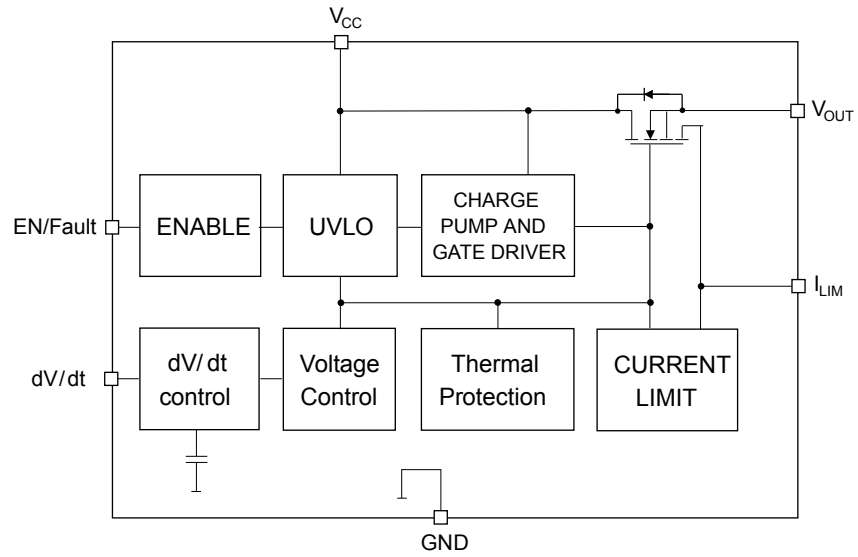 VCC
VOUT
EN/Fault
ENABLE
UVLO
CHARGE
PUMP AND
GATE DRIVER
ILIM
dV/dt
dV/dt
control
Voltage
Control
Thermal
Protection
CURRENT
LIMIT
GND